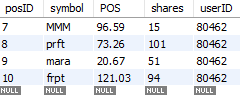 posID symbol POS shares userID
7 MMM 96.59 15 80462
8 prft 73.26 101 80462
9 mara 20.67 51 80462
10 frpt 121.03 94 80462
NULL NULL NULL NULL NULL